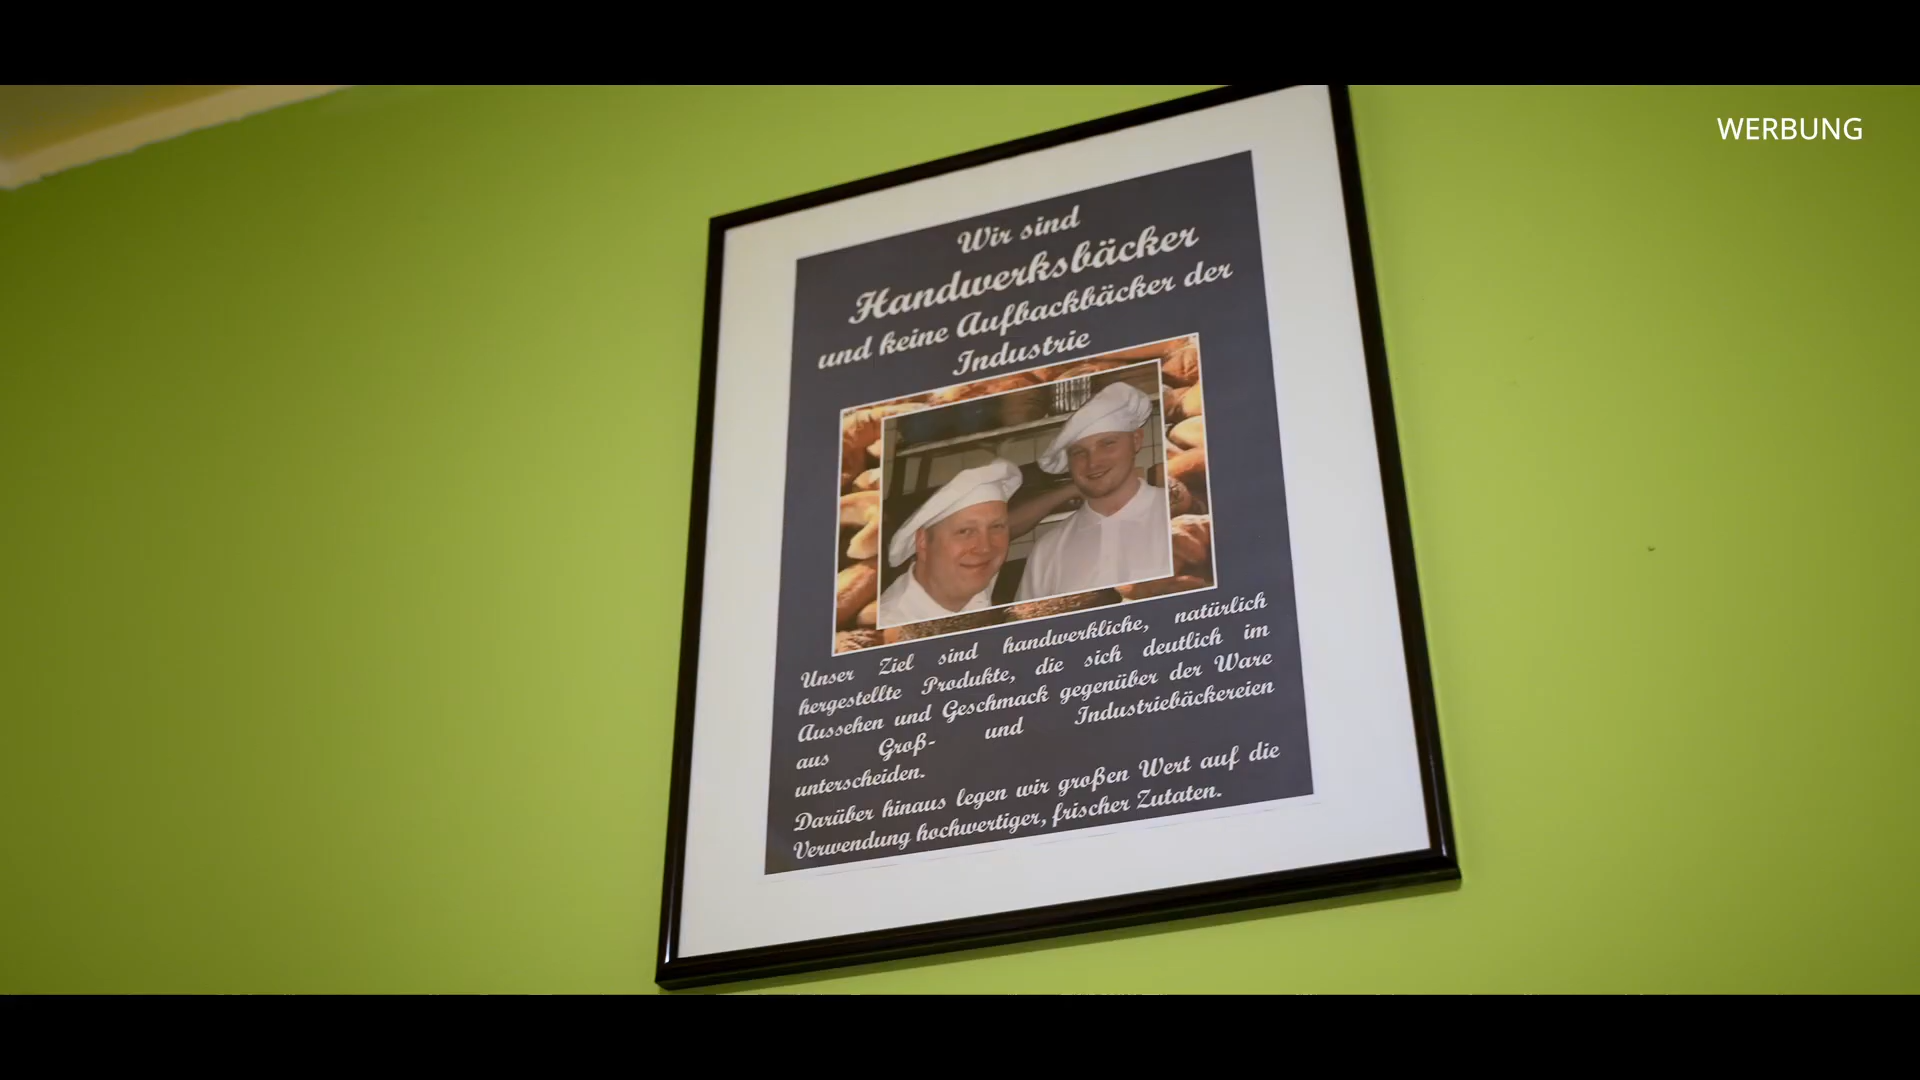 WERBUNG
Wir sind
Handwerksbäcker
und keine Aufbackbäcker der
Industrie
Unser Ziel sind handwerkliche, natürlich
hergestellte Produkte, die sich deutlich im
Aussehen und Geschmack gegenüber der Ware
aus Groß- und Industriebäckereien
unterscheiden.
Darüber hinaus legen wir großen Wert auf die
Verwendung hochwertiger, frischer Zutaten.